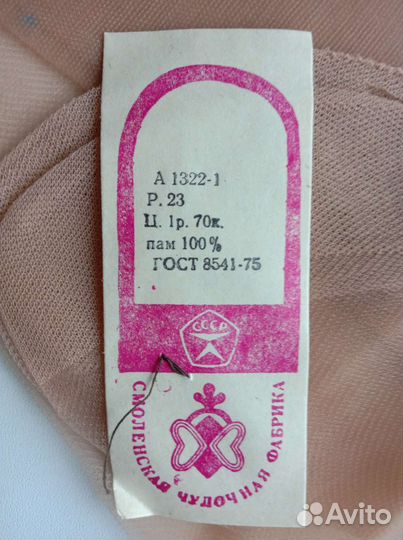 А 1322-1
Р. 23
Ц. 1р. 70к.
пам 100%
ГОСТ 8541-75
СССР
СМОЛЕНСКАЯ ЧУЛОЧНАЯ ФАБРИКА
Avito